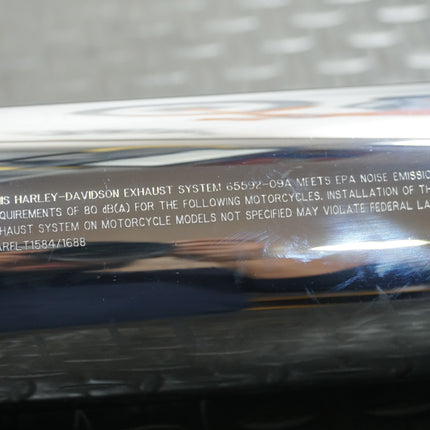 IS HARLEY-DAVIDSON EXHAUST SYSTEM 65592-09A MEETS EPA NOISE EMISSIO
QUIREMENTS OF 80 dB(A) FOR THE FOLLOWING MOTORCYCLES. INSTALLATION OF TH
HAUST SYSTEM ON MOTORCYCLE MODELS NOT SPECIFIED MAY VIOLATE FEDERAL LA
ARFLT1584/1688